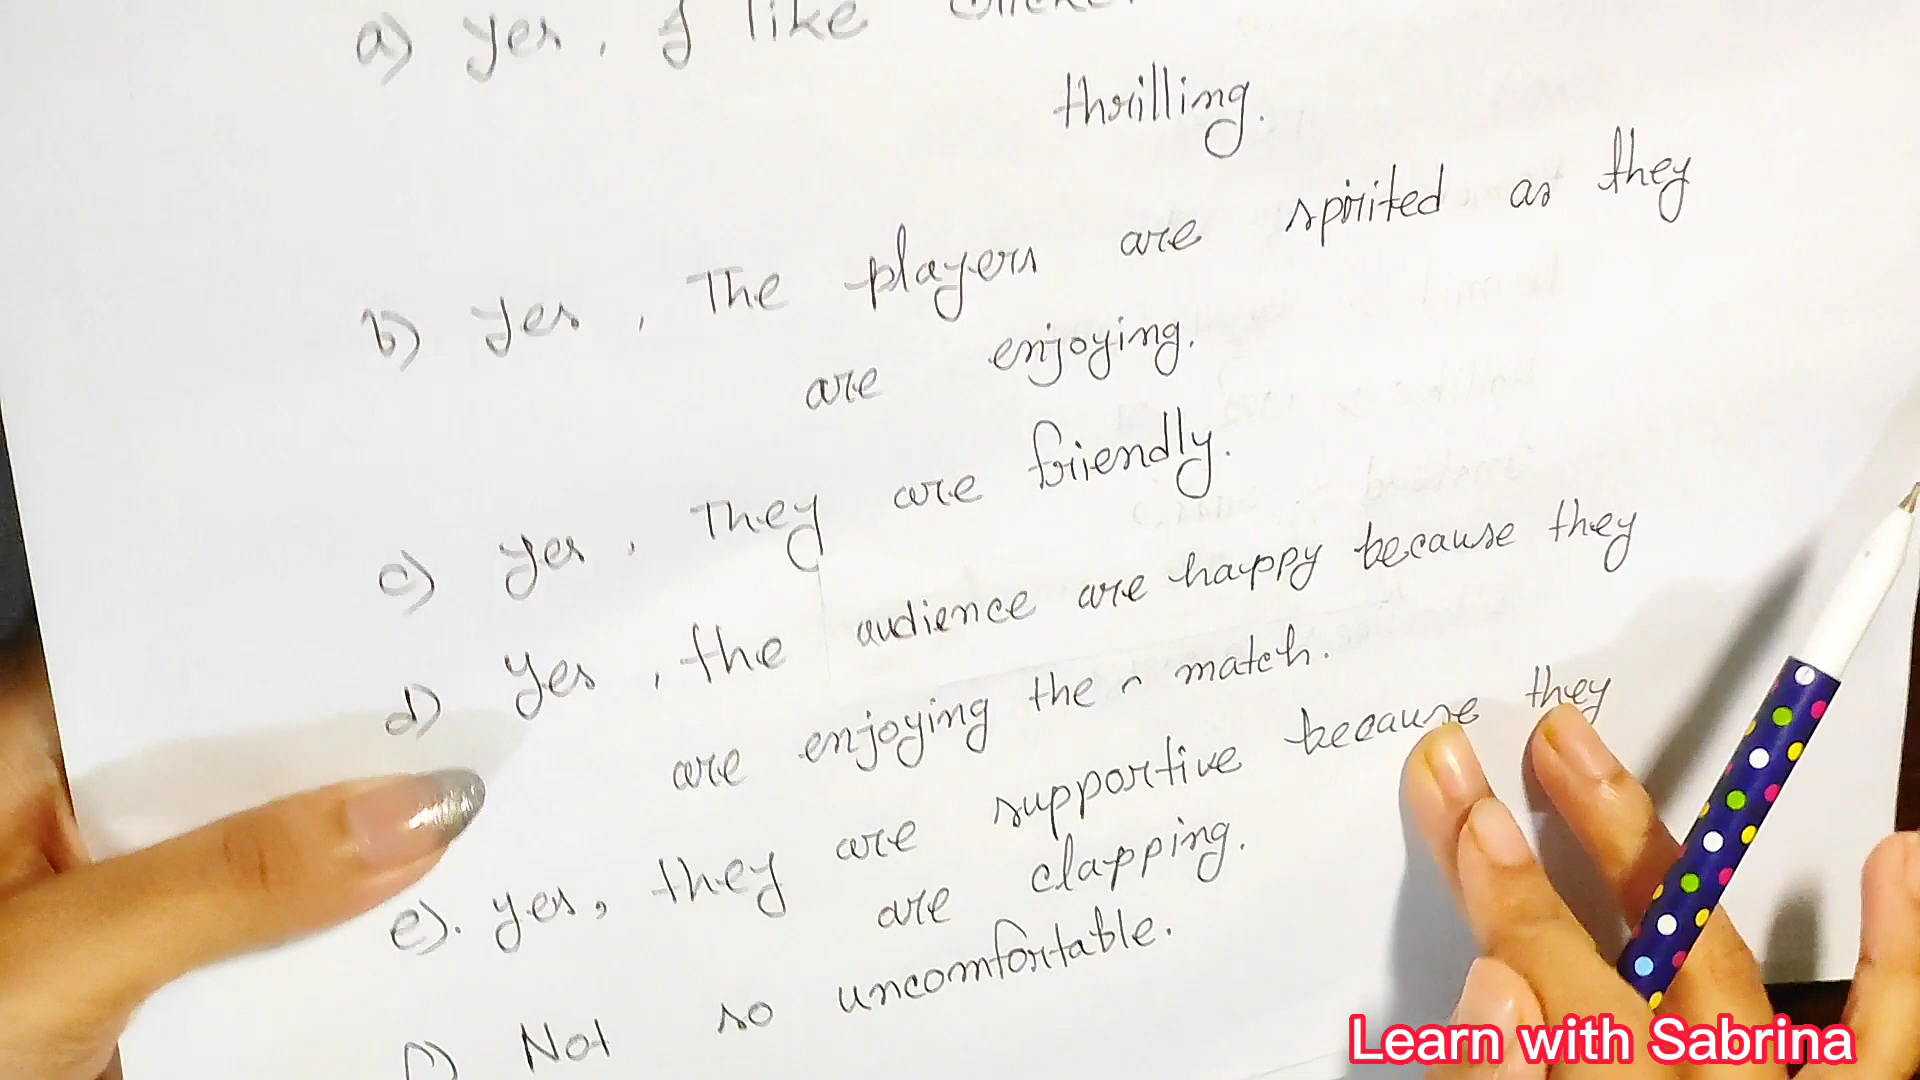 a) yes, I like
thrilling.
b) yes, The players are spirited as they
are enjoying.
c) yes, They are friendly.
d) yes, the audience are happy because they
are enjoying the match.
e). yes, they are supportive because they
are clapping.
f) Not so uncomfortable.
Learn with Sabrina